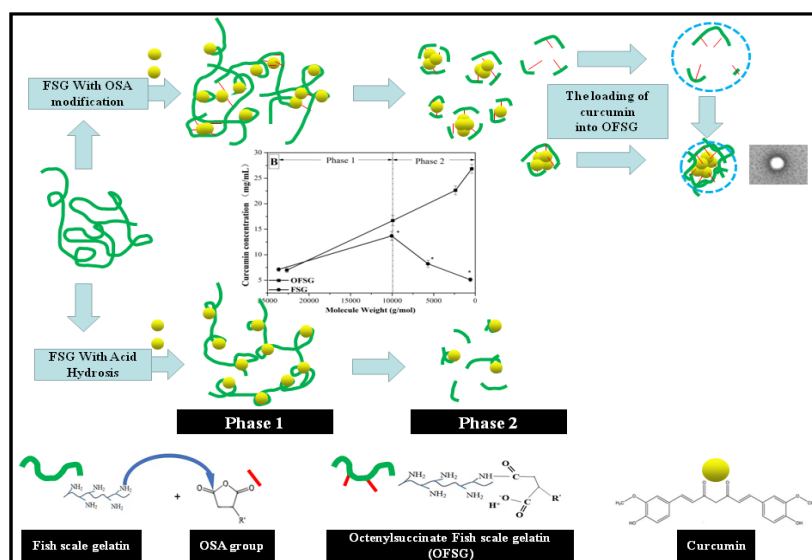 FSG With OSA
modification
The loading of
curcumin
into OFSG
B
Phase 1
Phase 2
Curcumin concentration (mg/mL)
30
25
20
15
10
5
0
OFSG
FSG
25000 20000 15000 10000 5000 0
Molecule Weight (g/mol)
FSG With Acid
Hydrosis
Phase 1
Phase 2
NH₂ NH₂ NH₂
NH₂ NH₂
+
O O O
R'
NH₂ NH₂ NH
NH₂ NH₂
C O
O⁻
H⁺
C
O
R'
O O
H₃C
HO
OH
Fish scale gelatin
OSA group
Octenylsuccinate Fish scale gelatin
(OFSG)
Curcumin